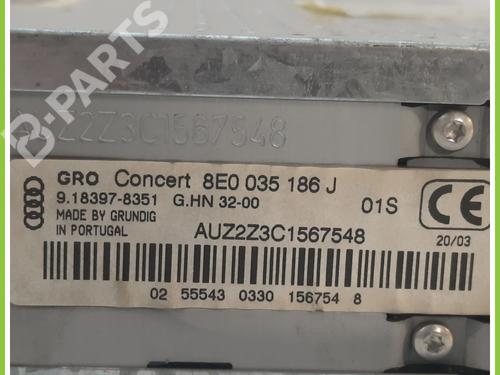 B-PARTS
AUZ2Z3C1567548
GRO Concert 8E0 035 186 J
9.18397-8351 G.HN 32-00 01S CE
MADE BY GRUNDIG
IN PORTUGAL AUZ2Z3C1567548 20/03
02 55543 0330 156754 8